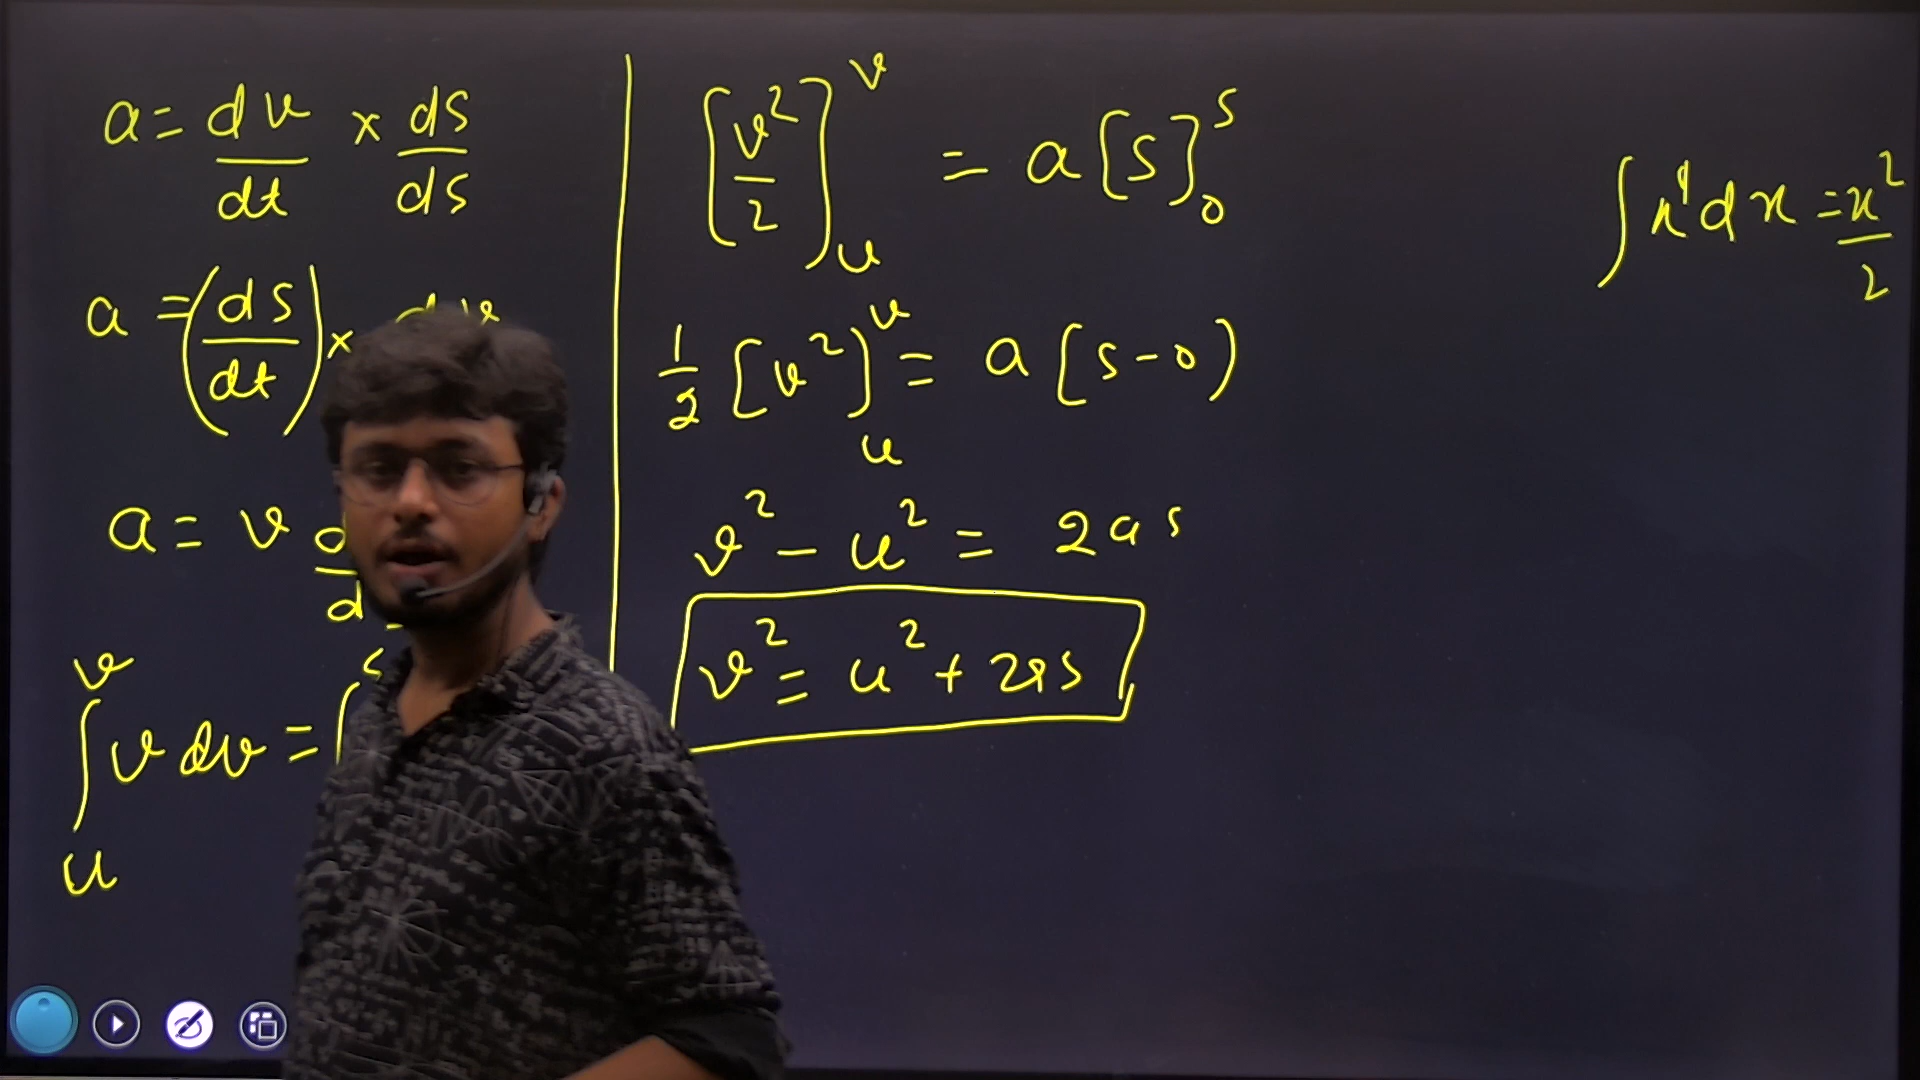 a = dv/dt × ds/ds
a = (ds/dt) ×
a = v
∫ᵤᵛ v dv = ∫
[v²/2]ᵤᵛ = a[s]₀ˢ
1/2 [v²)ᵤᵛ = a[s-0)
v² - u² = 2as
v² = u² + 2as
∫x¹dx = x²/2